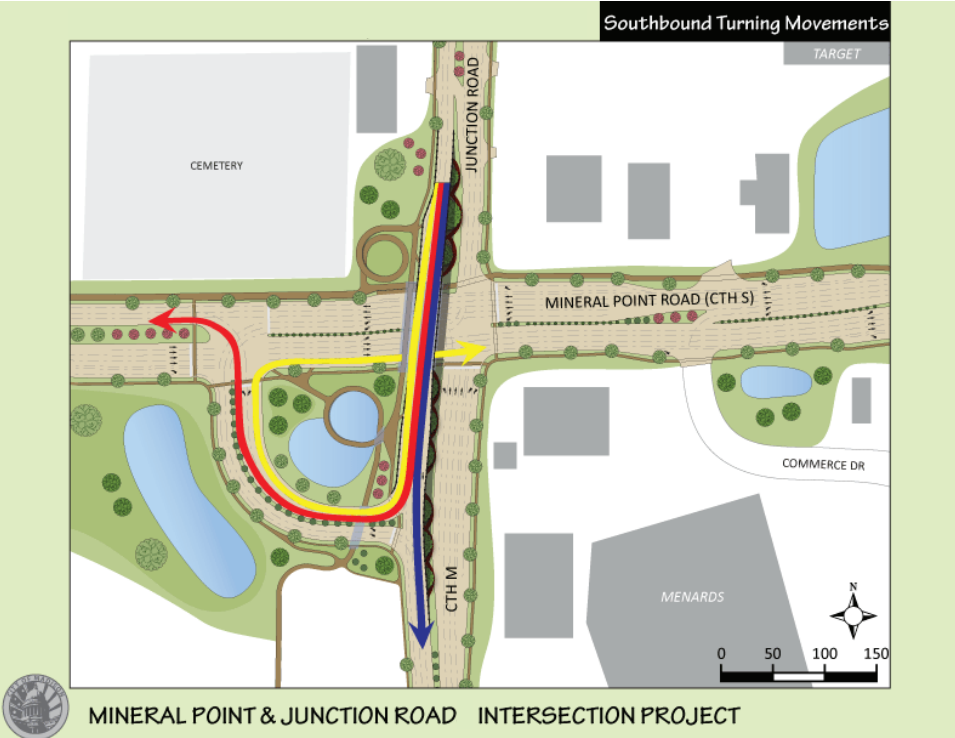 Southbound Turning Movements
TARGET
JUNCTION ROAD
CEMETERY
MINERAL POINT ROAD (CTH S)
COMMERCE DR
CTH M
MENARDS
N
0 50 100 150
MINERAL POINT & JUNCTION ROAD INTERSECTION PROJECT